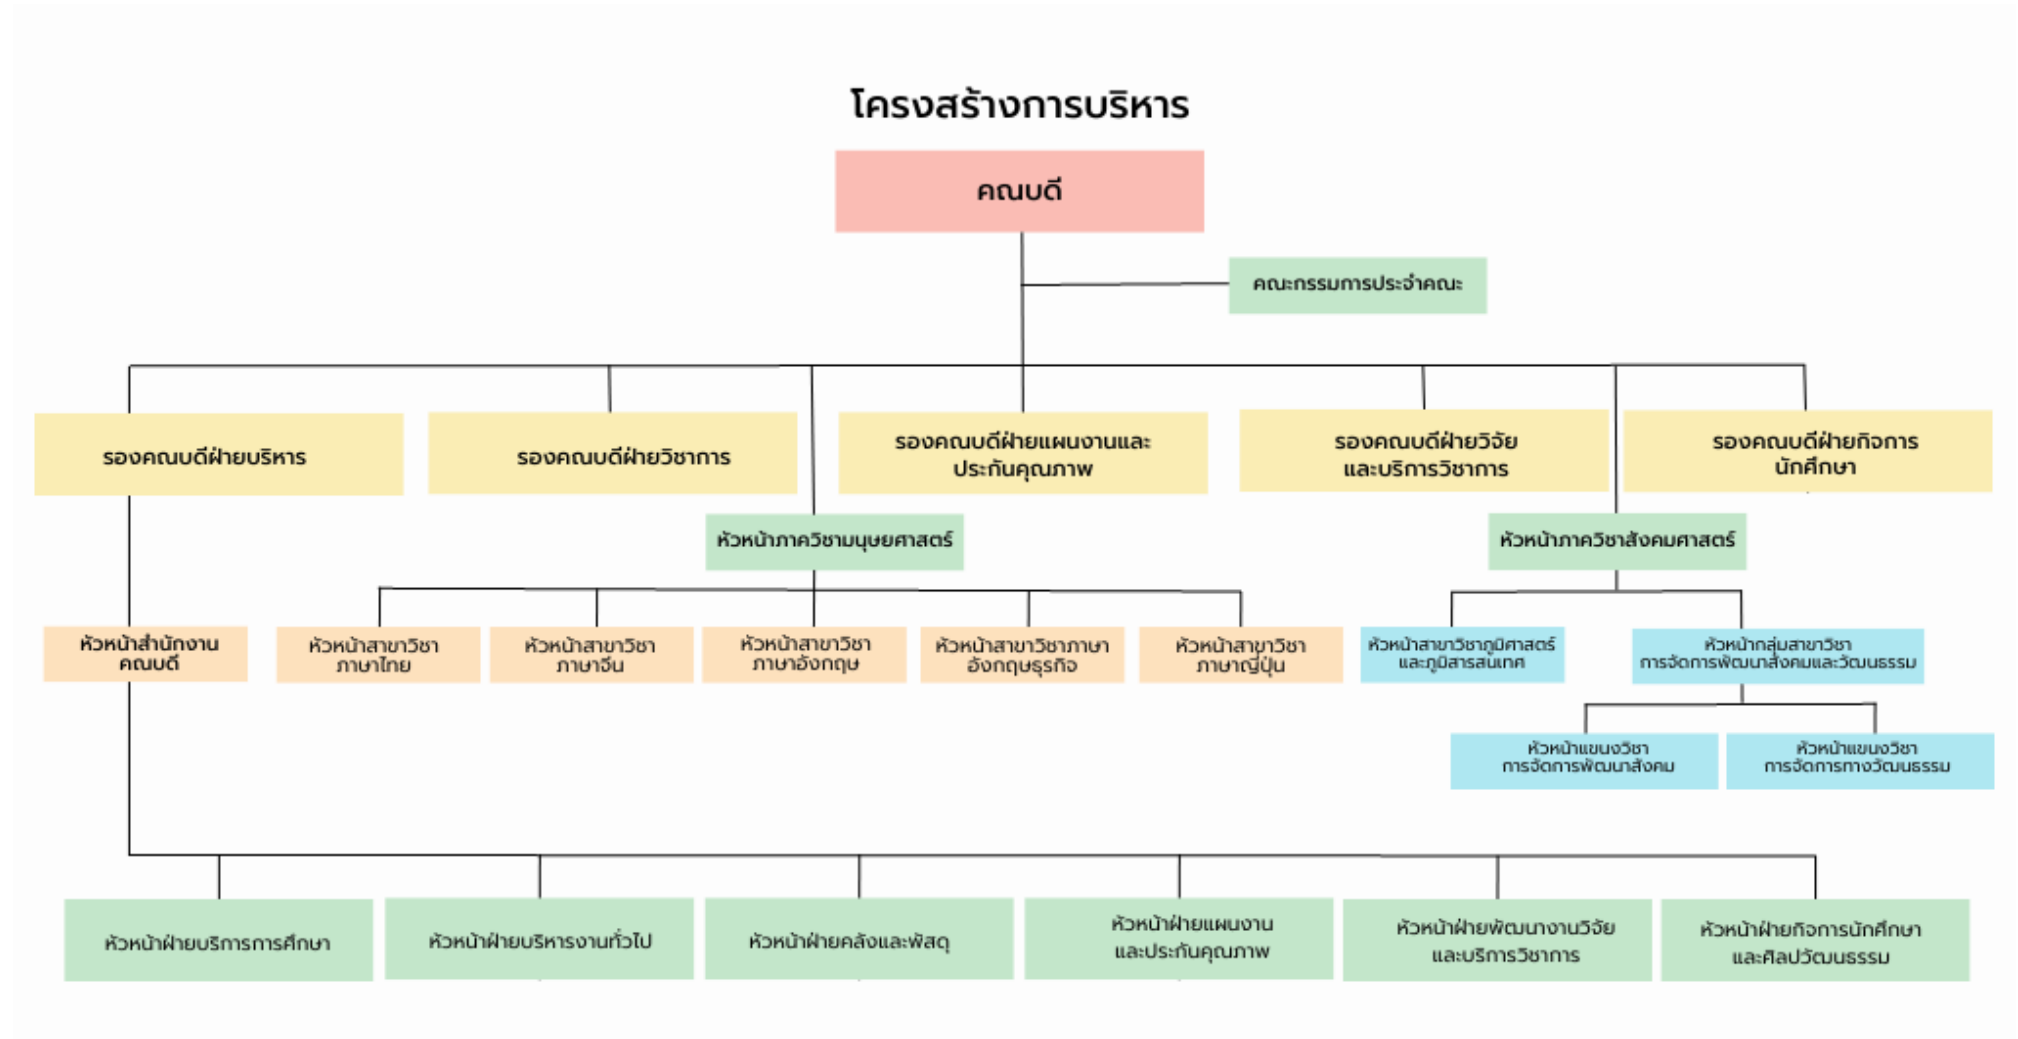 โครงสร้างการบริหาร
คณบดี
คณะกรรมการประจำคณะ
รองคณบดีฝ่ายบริหาร
รองคณบดีฝ่ายวิชาการ
รองคณบดีฝ่ายแผนงานและ
ประกันคุณภาพ
รองคณบดีฝ่ายวิจัย
และบริการวิชาการ
รองคณบดีฝ่ายกิจการ
นักศึกษา
หัวหน้าภาควิชามนุษยศาสตร์
หัวหน้าภาควิชาสังคมศาสตร์
หัวหน้าสำนักงาน
คณบดี
หัวหน้าสาขาวิชา
ภาษาไทย
หัวหน้าสาขาวิชา
ภาษาจีน
หัวหน้าสาขาวิชา
ภาษาอังกฤษ
หัวหน้าสาขาวิชาภาษา
อังกฤษธุรกิจ
หัวหน้าสาขาวิชา
ภาษาญี่ปุ่น
หัวหน้าสาขาวิชาภูมิศาสตร์
และภูมิสารสนเทศ
หัวหน้ากลุ่มสาขาวิชา
การจัดการพัฒนาสังคมและวัฒนธรรม
หัวหน้าแขนงวิชา
การจัดการพัฒนาสังคม
หัวหน้าแขนงวิชา
การจัดการทางวัฒนธรรม
หัวหน้าฝ่ายบริการการศึกษา
หัวหน้าฝ่ายบริหารงานทั่วไป
หัวหน้าฝ่ายคลังและพัสดุ
หัวหน้าฝ่ายแผนงาน
และประกันคุณภาพ
หัวหน้าฝ่ายพัฒนางานวิจัย
และบริการวิชาการ
หัวหน้าฝ่ายกิจการนักศึกษา
และศิลปวัฒนธรรม